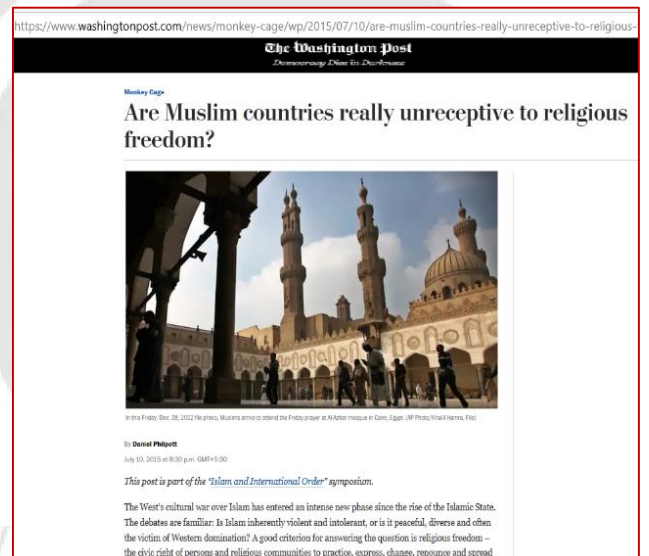 https://www.washingtonpost.com/news/monkey-cage/wp/2015/07/10/are-muslim-countries-really-unreceptive-to-religious-
The Washington Post
Democracy Dies in Darkness
Monkey Cage
Are Muslim countries really unreceptive to religious
freedom?
In this Friday, Dec. 28, 2012 file photo, Muslims arrive to attend the Friday prayer at Al Azhar mosque in Cairo, Egypt. (AP Photo/Khalil Hamra, File)
By Daniel Philpott
July 10, 2015 at 8:30 p.m. GMT+5:30
This post is part of the "Islam and International Order" symposium.
The West's cultural war over Islam has entered an intense new phase since the rise of the Islamic State.
The debates are familiar: Is Islam inherently violent and intolerant, or is it peaceful, diverse and often
the victim of Western domination? A good criterion for answering the question is religious freedom –
the civic right of persons and religious communities to practice, express, change, renounce and spread